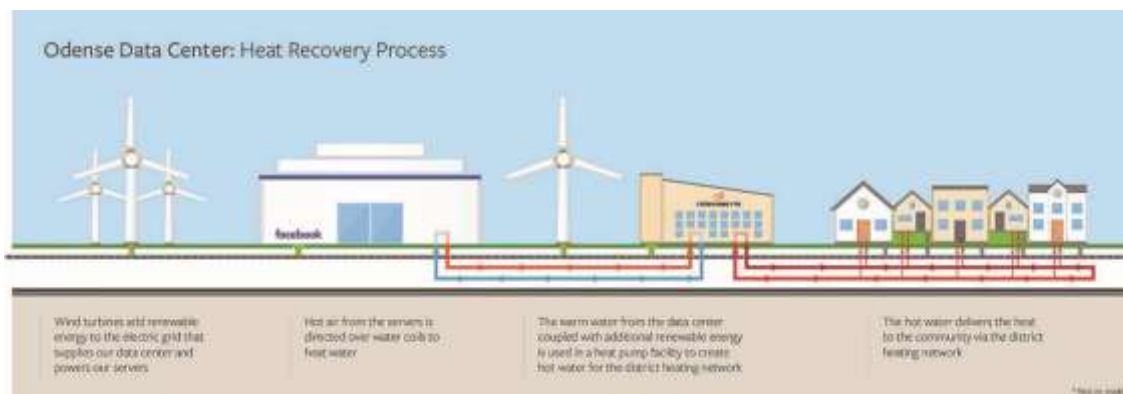 Odense Data Center: Heat Recovery Process
facebook
Wind turbines add renewable
energy to the electric grid that
supplies our data center and
powers our servers
Hot air from the servers is
directed over water coils to
heat water
The warm water from the data center
coupled with additional renewable energy
is used in a heat pump facility to create
hot water for the district heating network
The hot water delivers the heat
to the community via the district
heating network